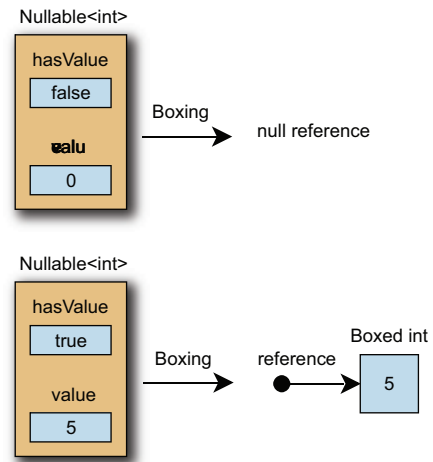 Nullable<int>
hasValue
false
Boxing
null reference
0
Nullable<int>
hasValue
true
Boxing
reference
Boxed int
5
value
5